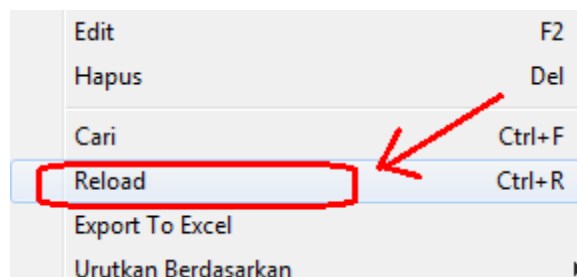 Edit F2
Hapus Del
Cari Ctrl+F
Reload Ctrl+R
Export To Excel
Urutkan Berdasarkan